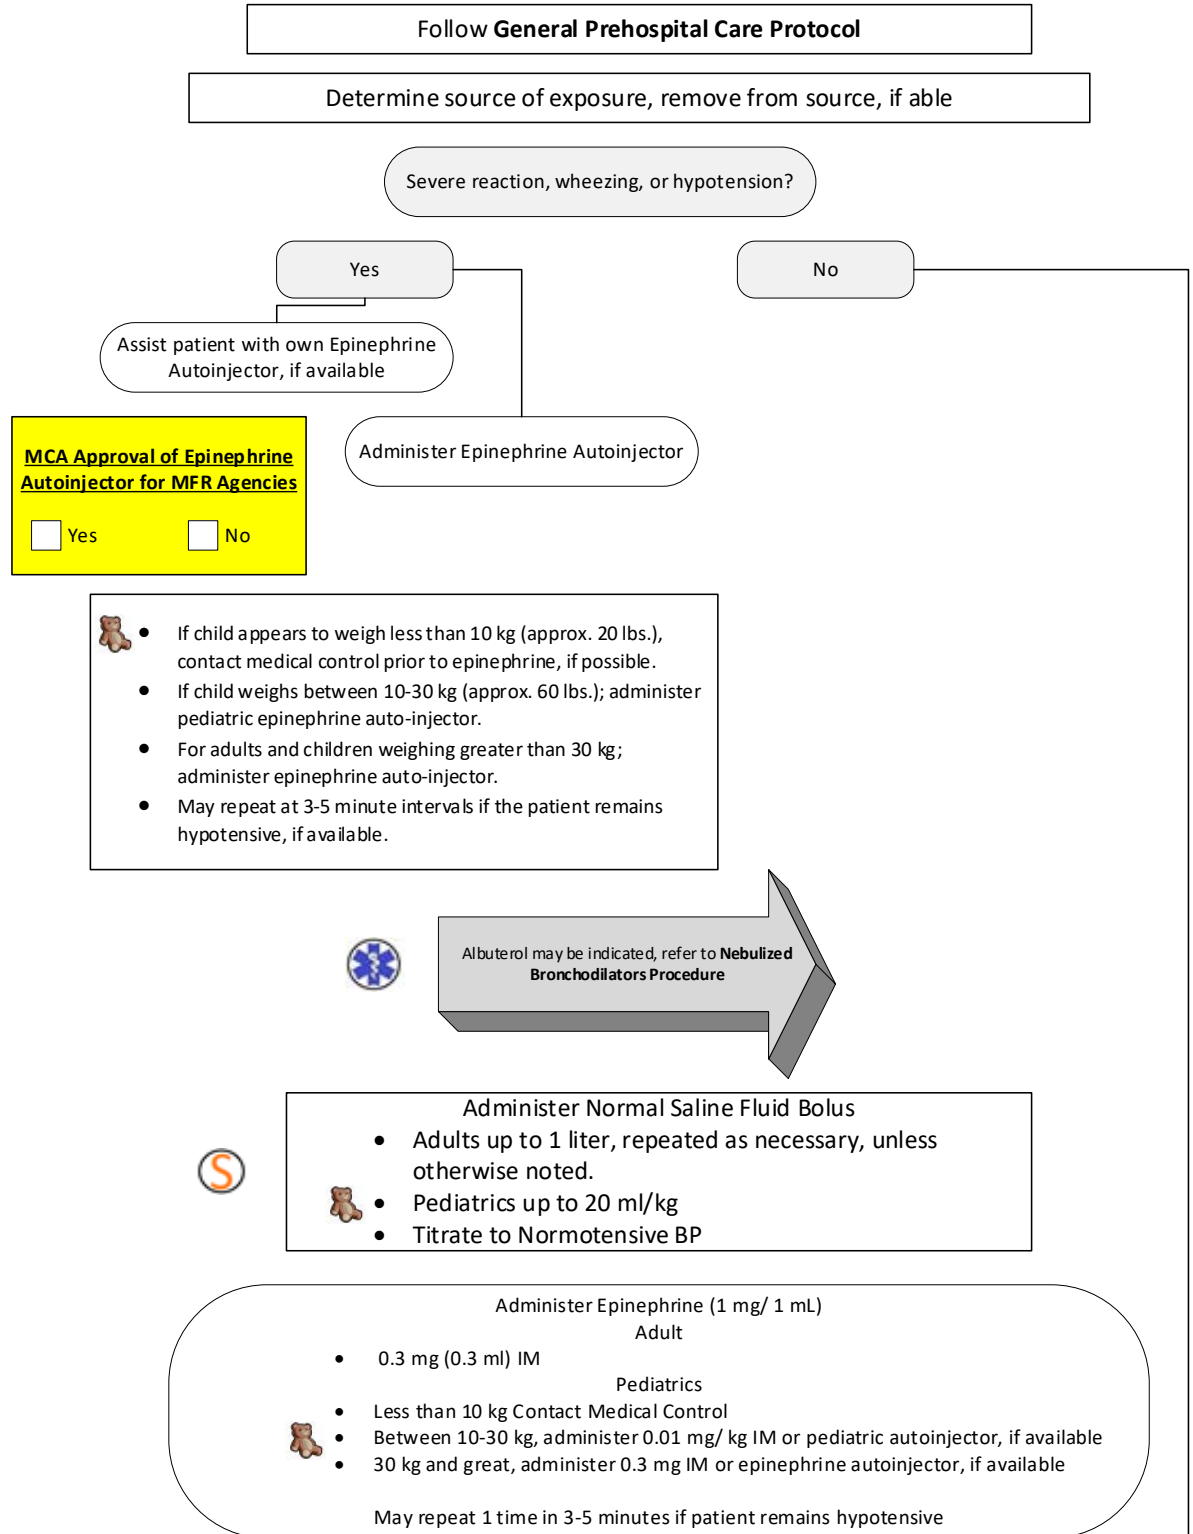 Follow General Prehospital Care Protocol
Determine source of exposure, remove from source, if able
Severe reaction, wheezing, or hypotension?
Yes
No
Assist patient with own Epinephrine
Autoinjector, if available
Administer Epinephrine Autoinjector
MCA Approval of Epinephrine
Autoinjector for MFR Agencies
Yes
No
• If child appears to weigh less than 10 kg (approx. 20 lbs.),
contact medical control prior to epinephrine, if possible.
• If child weighs between 10-30 kg (approx. 60 lbs.); administer
pediatric epinephrine auto-injector.
• For adults and children weighing greater than 30 kg;
administer epinephrine auto-injector.
• May repeat at 3-5 minute intervals if the patient remains
hypotensive, if available.
Albuterol may be indicated, refer to Nebulized
Bronchodilators Procedure
S
Administer Normal Saline Fluid Bolus
• Adults up to 1 liter, repeated as necessary, unless
otherwise noted.
• Pediatrics up to 20 ml/kg
• Titrate to Normotensive BP
Administer Epinephrine (1 mg/ 1 mL)
Adult
• 0.3 mg (0.3 ml) IM
Pediatrics
• Less than 10 kg Contact Medical Control
• Between 10-30 kg, administer 0.01 mg/ kg IM or pediatric autoinjector, if available
• 30 kg and great, administer 0.3 mg IM or epinephrine autoinjector, if available
May repeat 1 time in 3-5 minutes if patient remains hypotensive